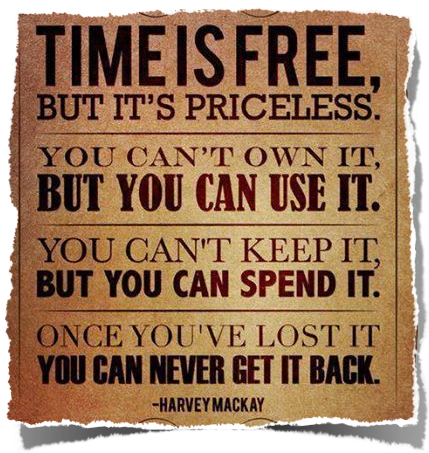 TIME IS FREE,
BUT IT'S PRICELESS.
YOU CAN'T OWN IT,
BUT YOU CAN USE IT.
YOU CAN'T KEEP IT,
BUT YOU CAN SPEND IT.
ONCE YOU'VE LOST IT
YOU CAN NEVER GET IT BACK.
-HARVEY MACKAY